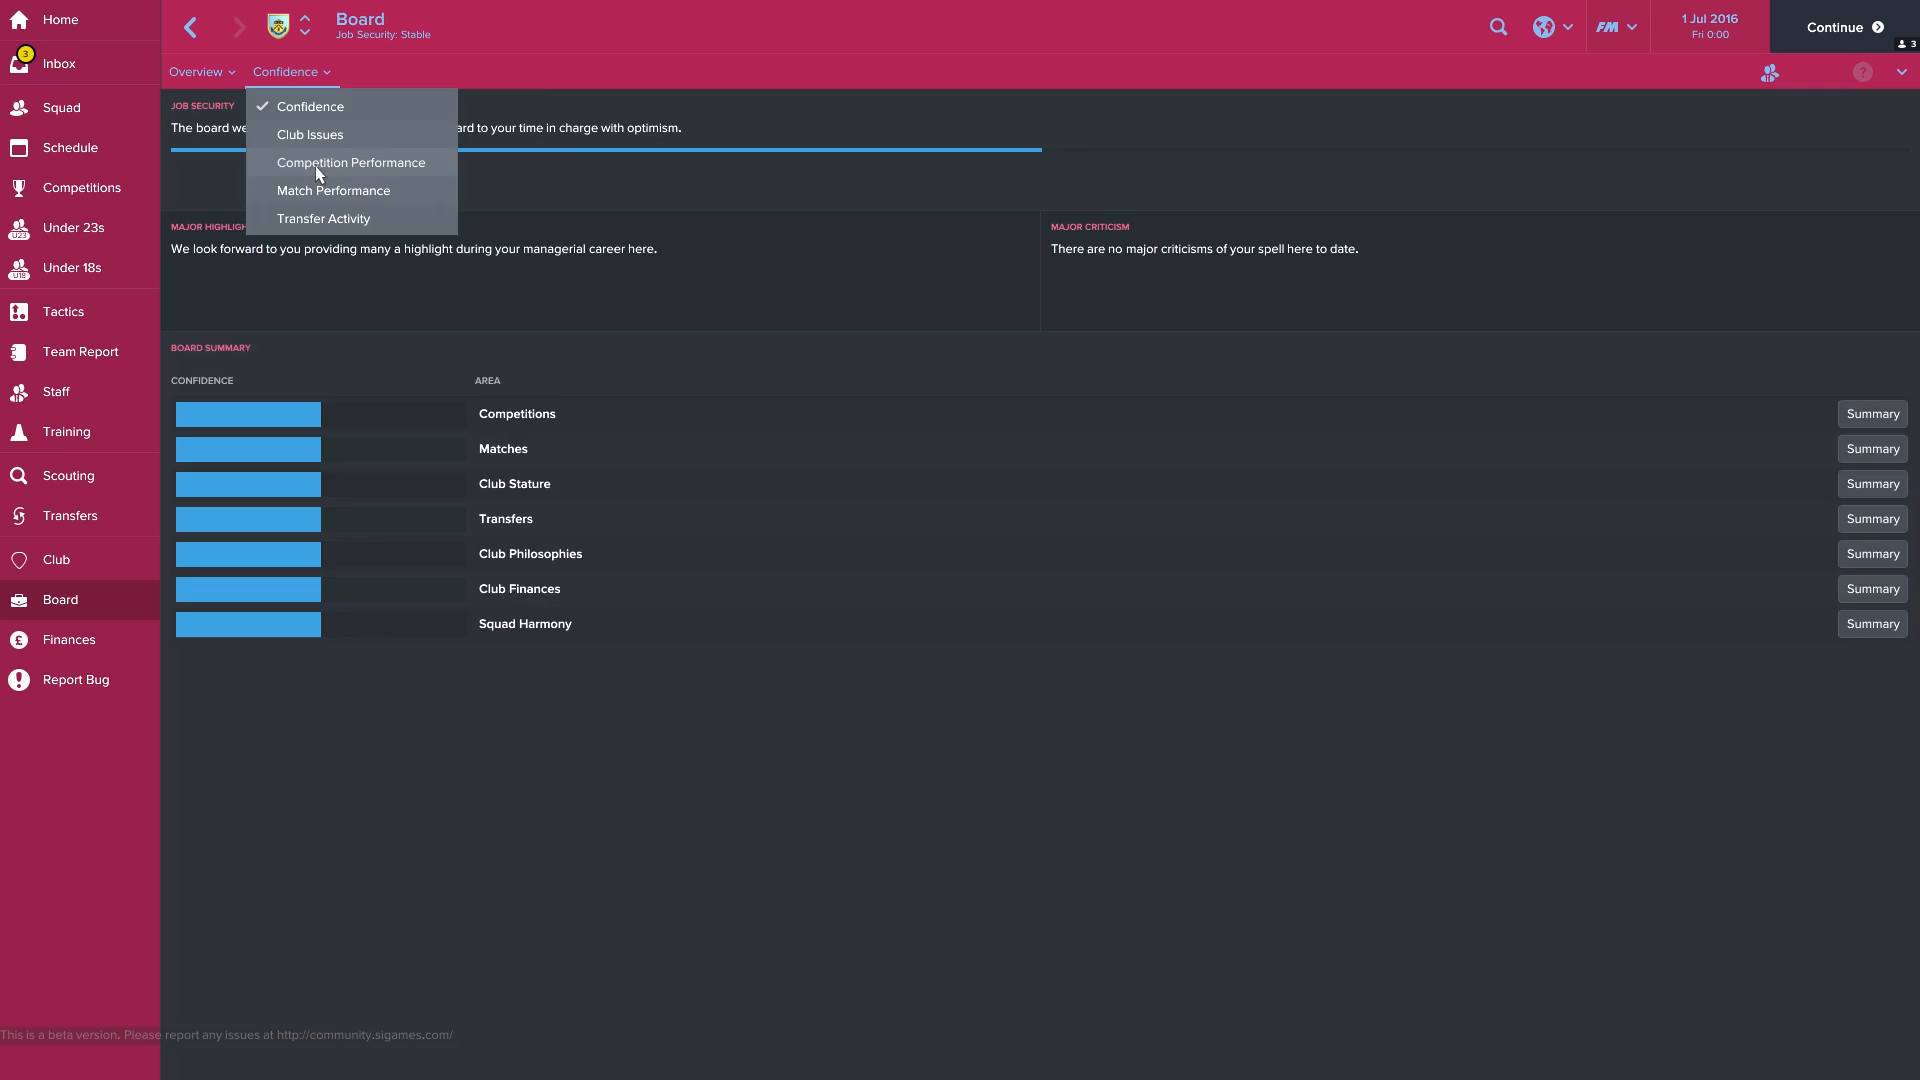 Home
3
Inbox
Squad
Schedule
Competitions
U23
Under 23s
U18
Under 18s
Tactics
Team Report
Staff
Training
Scouting
Transfers
Club
Board
Finances
Report Bug
Board
Job Security: Stable
FM
1 Jul 2016
Fri 0:00
Continue
3
Overview
Confidence
?
Confidence
Club Issues
Competition Performance
Match Performance
Transfer Activity
JOB SECURITY
The board we ard to your time in charge with optimism.
MAJOR HIGHLIGH
We look forward to you providing many a highlight during your managerial career here.
MAJOR CRITICISM
There are no major criticisms of your spell here to date.
BOARD SUMMARY
CONFIDENCE AREA
Competitions Summary
Matches Summary
Club Stature Summary
Transfers Summary
Club Philosophies Summary
Club Finances Summary
Squad Harmony Summary
This is a beta version. Please report any issues at http://community.sigames.com/